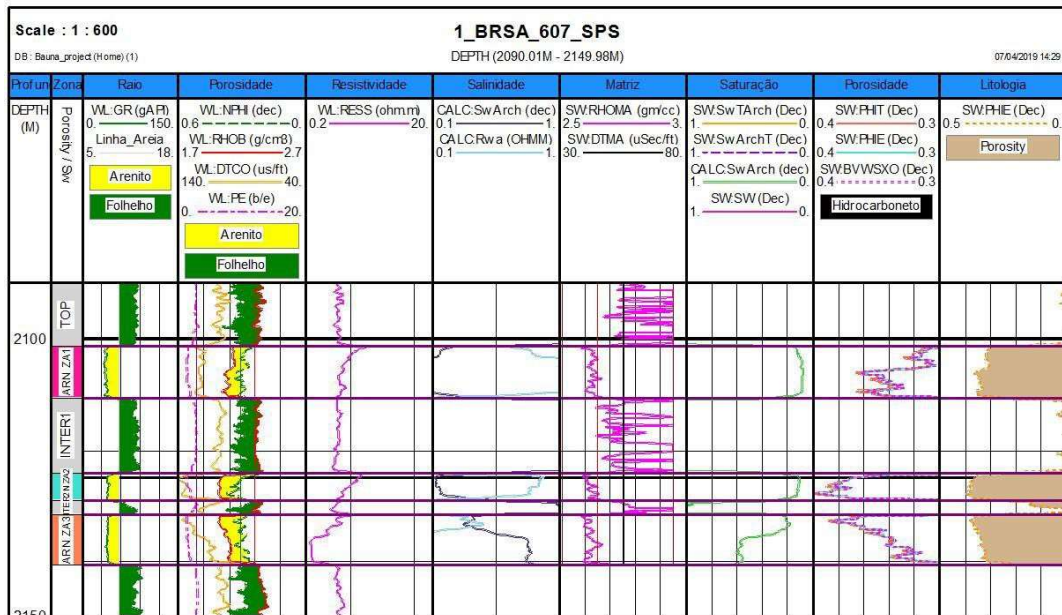 Scale : 1 : 600
1_BRSA_607_SPS
DB : Bauna_project (Home) (1)
DEPTH (2090.01M - 2149.98M)
07/04/2019 14:29
Profun Zona Raio Porosidade Resistividade Salinidade Matriz Saturação Porosidade Litologia
DEPTH (M)
Porosity / Sw
WL:GR (gAPI)
0. 150.
Linha_Areia
5. 18.
Arenito
Folhelho
WL:NPHI (dec)
0.6 0.
WL:RHOB (g/cm3)
1.7 2.7
WL:DTCO (us/ft)
140. 40.
WL:PE (b/e)
0. 20.
Arenito
Folhelho
WL:RESS (ohm.m)
0.2 20.
CALC:SwArch (dec)
0.1 1.
CALC:Rwa (OHMM)
0.1 1.
SW:RHOMA (gm/cc)
2.5 3.
SW:DTMA (uSec/ft)
30. 80.
SW:SwTArch (Dec)
1. 0.
SW:SwArchT (Dec)
1. 0.
CALC:SwArch (dec)
1. 0.
SW:SW (Dec)
1. 0.
SW:PHIT (Dec)
0.4 0.3
SW:PHIE (Dec)
0.4 0.3
SW:BVWSXO (Dec)
0.4 0.3
Hidrocarboneto
SW:PHIE (Dec)
0.5 0.
Porosity
TOP
2100
ARN ZA1
INTER1
ARN ZA3
2150